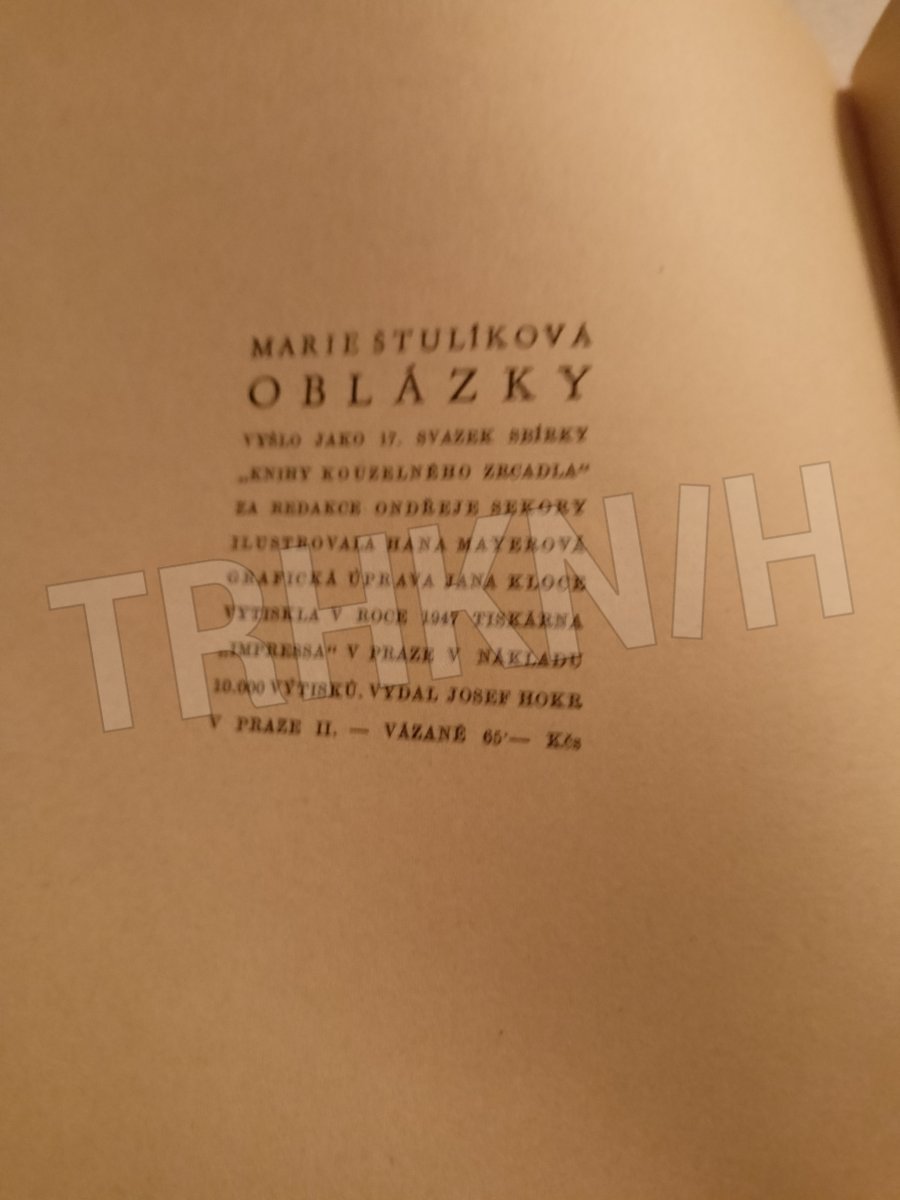 MARIE ŠTULÍKOVÁ
OBLÁZKY
VYŠLO JAKO 17. SVAZEK SBÍRKY
„KNIHY KOUZELNÉHO ZRCADLA“
ZA REDAKCE ONDŘEJE SEKORY
ILUSTROVALA HANA MAYEROVÁ
GRAFICKÁ ÚPRAVA JANA KLOCE
VYTISKLA V ROCE 1947 TISKÁRNA
„IMPRESSA“ V PRAZE V NÁKLADU
10.000 VÝTISKŮ. VYDAL JOSEF HOKR
V PRAZE II. — VÁZANÉ 65'— Kčs
TRHKNIH